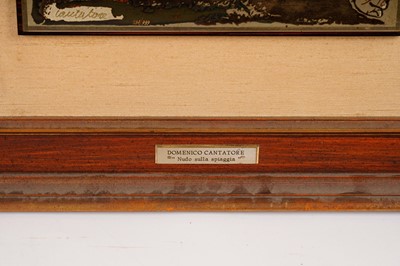 Cantatore
DOMENICO CANTATORE
Nudo sulla spiaggia